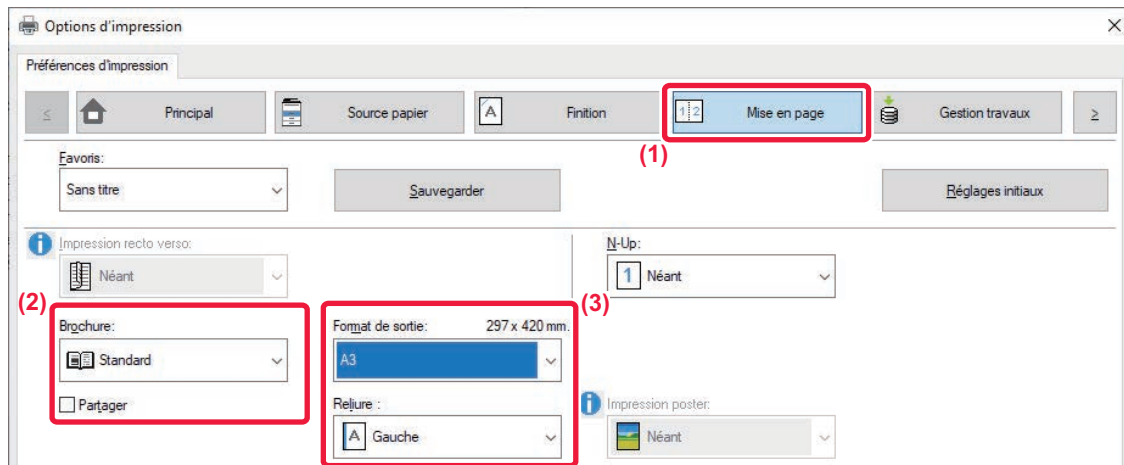 Options d'impression
Préférences d'impression
Principal
Source papier
Finition
Mise en page
Gestion travaux
(1)
Favoris:
Sans titre
Sauvegarder
Réglages initiaux
Impression recto verso:
N-Up:
Néant
1 Néant
(2)
(3)
Brochure:
Format de sortie: 297 x 420 mm.
Standard
A3
Partager
Reliure :
Impression poster:
A Gauche
Néant